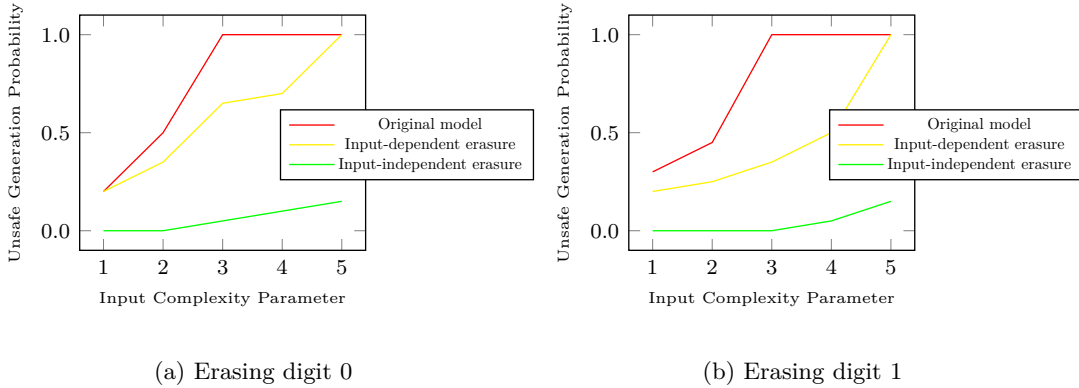 Unsafe Generation Probability
1.0
0.5
0.0
1 2 3 4 5
Input Complexity Parameter
Original model
Input-dependent erasure
Input-independent erasure
(a) Erasing digit 0
Unsafe Generation Probability
1.0
0.5
0.0
1 2 3 4 5
Input Complexity Parameter
Original model
Input-dependent erasure
Input-independent erasure
(b) Erasing digit 1